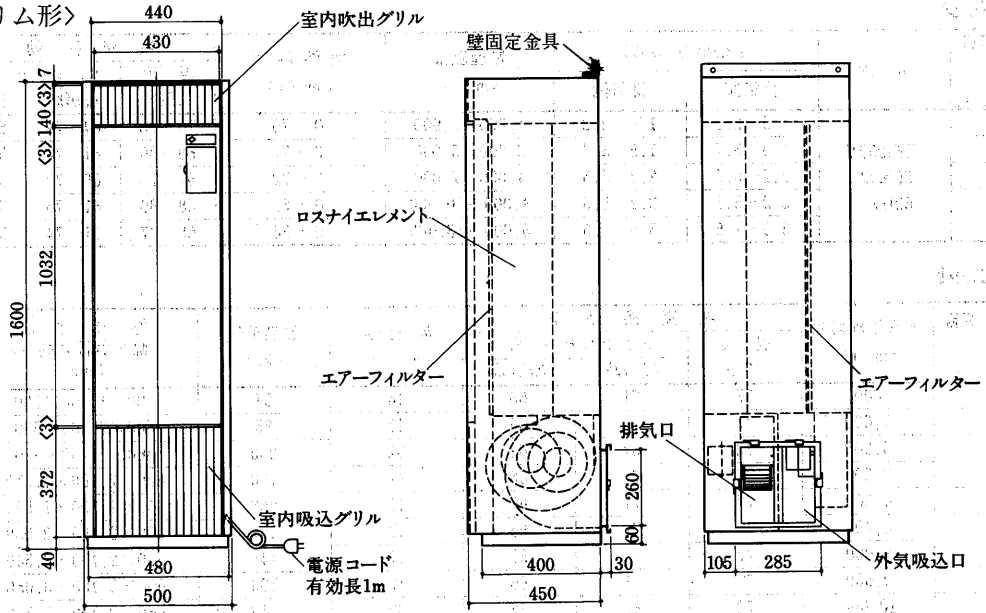 リム形〉
440
430
室内吹出グリル
7
〈3〉
140
〈3〉
1032
1600
〈3〉
372
40
室内吸込グリル
電源コード
有効長1m
480
500
壁固定金具
ロスナイエレメント
エアーフィルター
260
60
400
30
450
エアーフィルター
排気口
外気吸込口
105
285